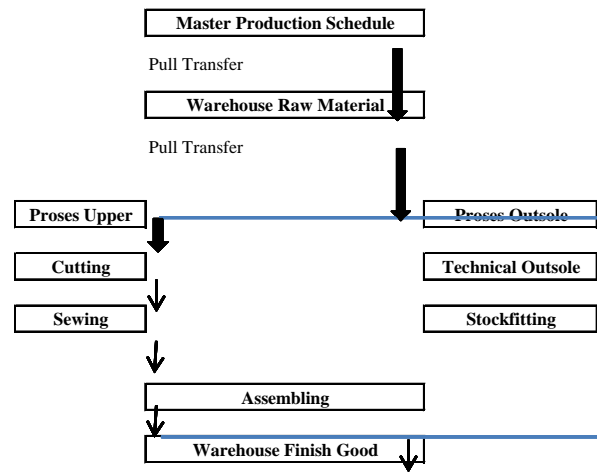 Master Production Schedule
Pull Transfer
Warehouse Raw Material
Pull Transfer
Proses Upper
Proses Outsole
Cutting
Technical Outsole
Sewing
Stockfitting
Assembling
Warehouse Finish Good